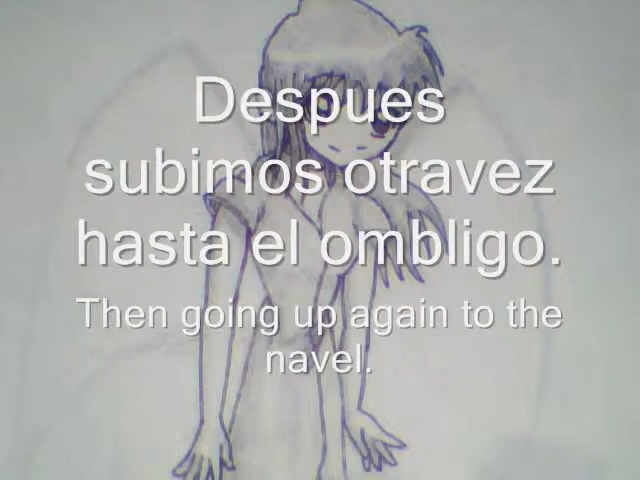 Despues
subimos otravez
hasta el ombligo.
Then going up again to the
navel.